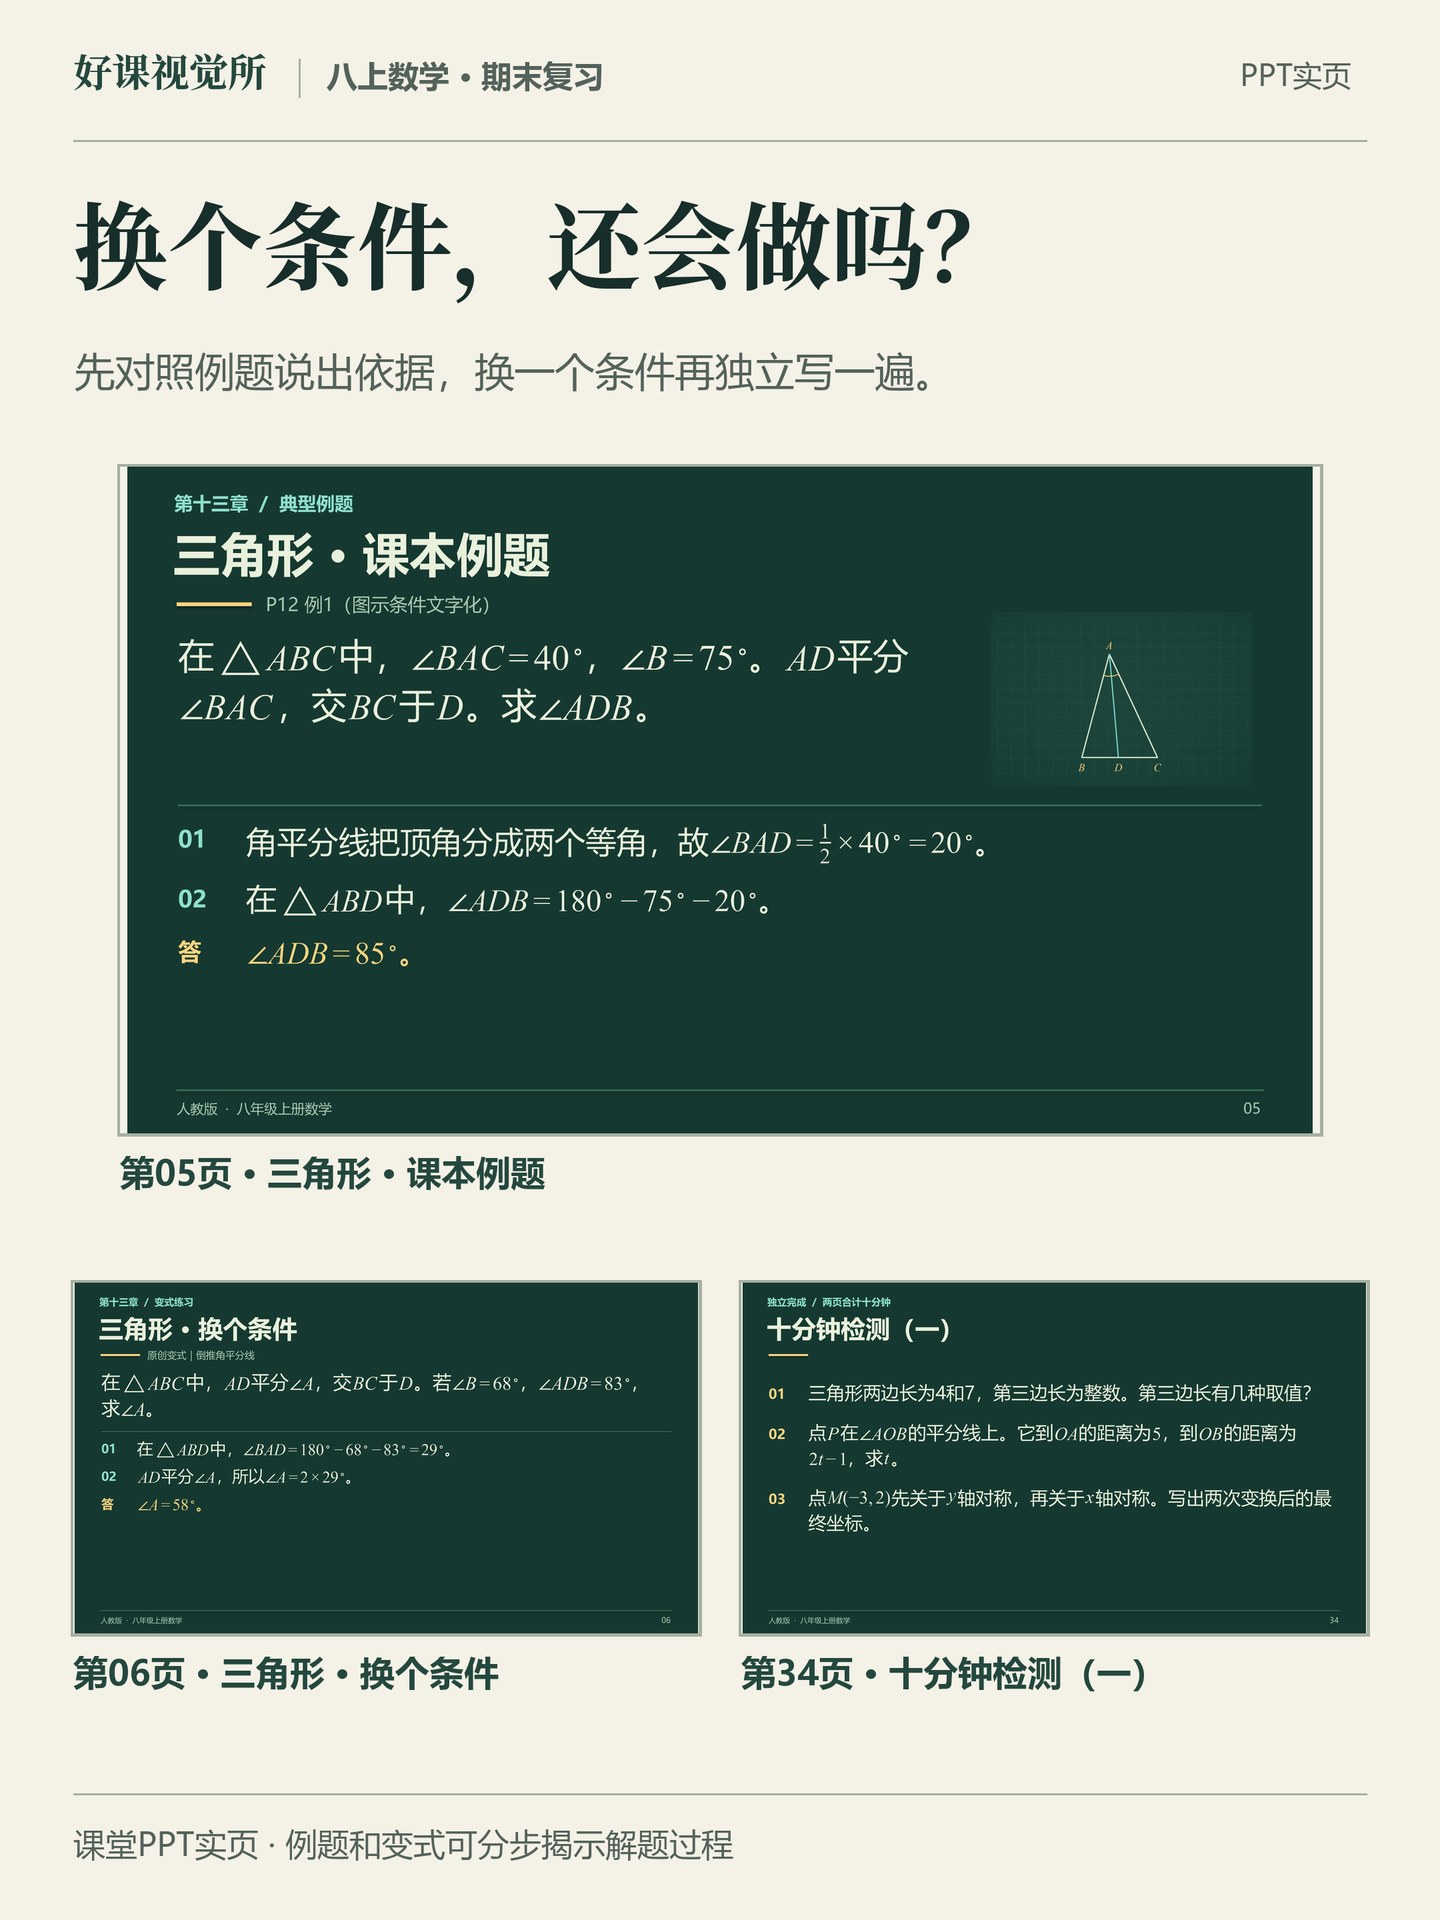 好课视觉所 | 八上数学·期末复习
PPT实页
换个条件，还会做吗？
先对照例题说出依据，换一个条件再独立写一遍。
第十三章 / 典型例题
三角形·课本例题
P12 例1（图示条件文字化）
在△ABC中，∠BAC=40°，∠B=75°。AD平分
∠BAC，交BC于D。求∠ADB。
A
B D C
01 角平分线把顶角分成两个等角，故∠BAD=1/2×40°=20°。
02 在△ABD中，∠ADB=180°−75°−20°。
答 ∠ADB=85°。
人教版 · 八年级上册数学 05
第05页·三角形·课本例题
第十三章 / 变式练习
三角形·换个条件
原创变式｜倒推角平分线
在△ABC中，AD平分∠A，交BC于D。若∠B=68°，∠ADB=83°，
求∠A。
01 在△ABD中，∠BAD=180°−68°−83°=29°。
02 AD平分∠A，所以∠A=2×29°。
答 ∠A=58°。
人教版 · 八年级上册数学 06
第06页·三角形·换个条件
独立完成 / 两页合计十分钟
十分钟检测（一）
01 三角形两边长为4和7，第三边长为整数。第三边长有几种取值？
02 点P在∠AOB的平分线上。它到OA的距离为5，到OB的距离为
2t−1，求t。
03 点M(−3,2)先关于y轴对称，再关于x轴对称。写出两次变换后的最
终坐标。
人教版 · 八年级上册数学 34
第34页·十分钟检测（一）
课堂PPT实页 · 例题和变式可分步揭示解题过程